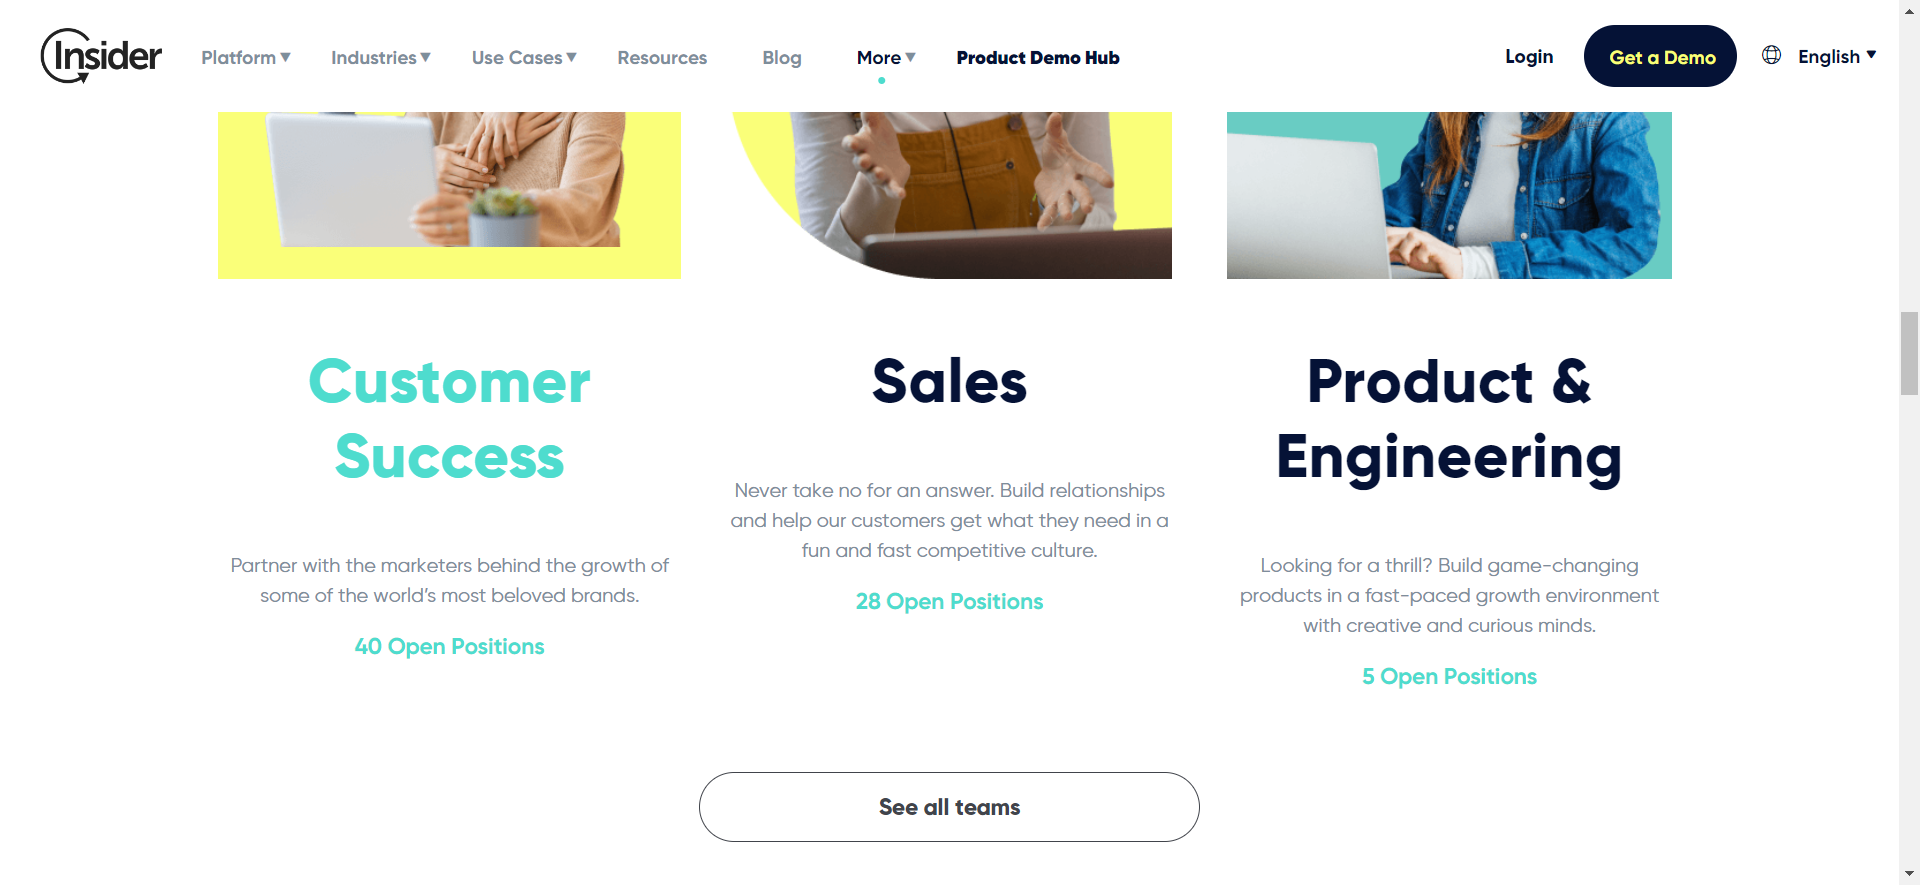 Insider
Platform ▼ Industries ▼ Use Cases ▼ Resources Blog More ▼ Product Demo Hub Login Get a Demo English ▼
Customer
Success
Partner with the marketers behind the growth of
some of the world’s most beloved brands.
40 Open Positions
Sales
Never take no for an answer. Build relationships
and help our customers get what they need in a
fun and fast competitive culture.
28 Open Positions
Product &
Engineering
Looking for a thrill? Build game-changing
products in a fast-paced growth environment
with creative and curious minds.
5 Open Positions
See all teams